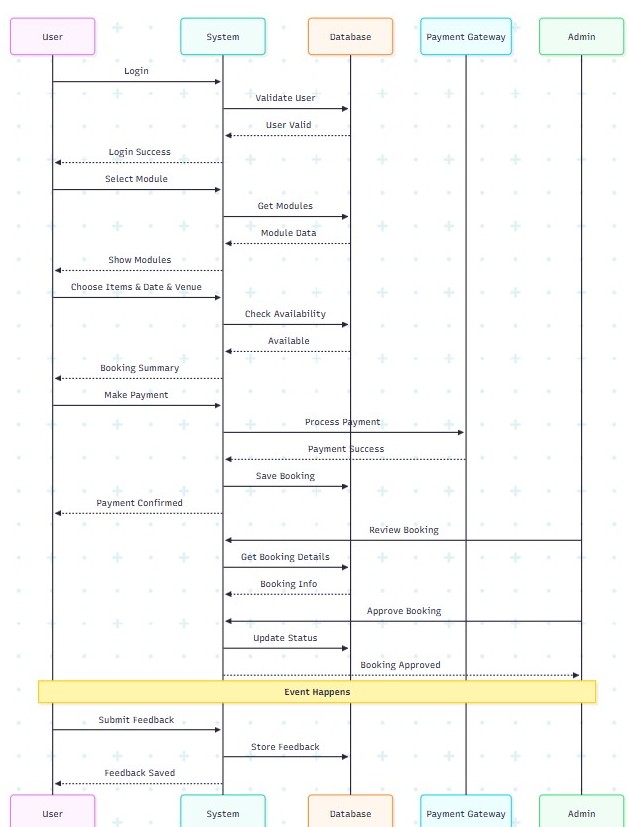 User
System
Database
Payment Gateway
Admin
Login
Validate User
User Valid
Login Success
Select Module
Get Modules
Module Data
Show Modules
Choose Items & Date & Venue
Check Availability
Available
Booking Summary
Make Payment
Process Payment
Payment Success
Save Booking
Payment Confirmed
Review Booking
Get Booking Details
Booking Info
Approve Booking
Update Status
Booking Approved
Event Happens
Submit Feedback
Store Feedback
Feedback Saved
User
System
Database
Payment Gateway
Admin